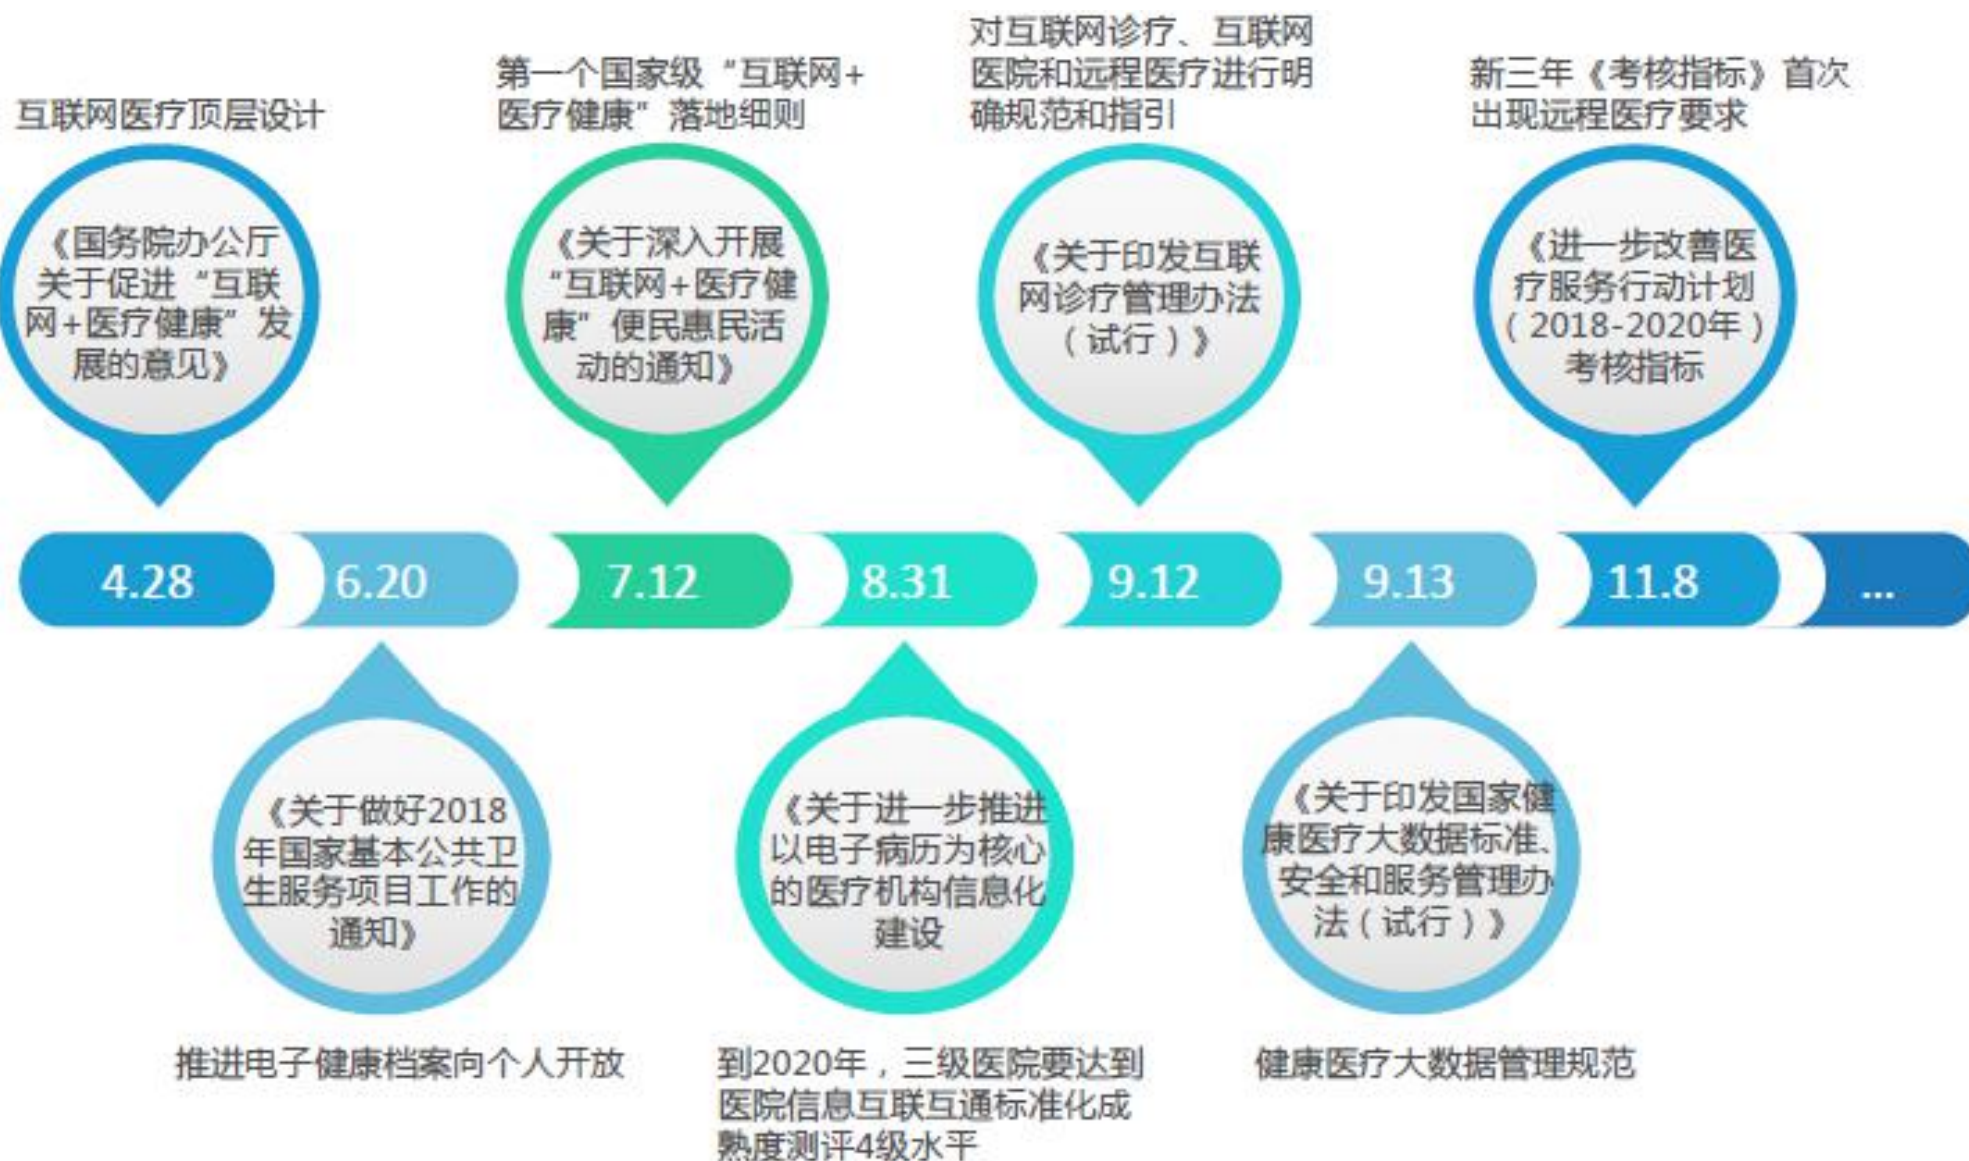 互联网医疗顶层设计
第一个国家级“互联网+
医疗健康”落地细则
对互联网诊疗、互联网
医院和远程医疗进行明
确规范和指引
新三年《考核指标》首次
出现远程医疗要求
《国务院办公厅
关于促进“互联
网+医疗健康”发
展的意见》
《关于深入开展
“互联网+医疗健
康”便民惠民活
动的通知》
《关于印发互联
网诊疗管理办法
（试行）》
《进一步改善医
疗服务行动计划
（2018-2020年）
考核指标
4.28
6.20
7.12
8.31
9.12
9.13
11.8
...
《关于做好2018
年国家基本公共卫
生服务项目工作的
通知》
《关于进一步推进
以电子病历为核心
的医疗机构信息化
建设
《关于印发国家健
康医疗大数据标准、
安全和服务管理办
法（试行）》
推进电子健康档案向个人开放
到2020年，三级医院要达到
医院信息互联互通标准化成
熟度测评4级水平
健康医疗大数据管理规范